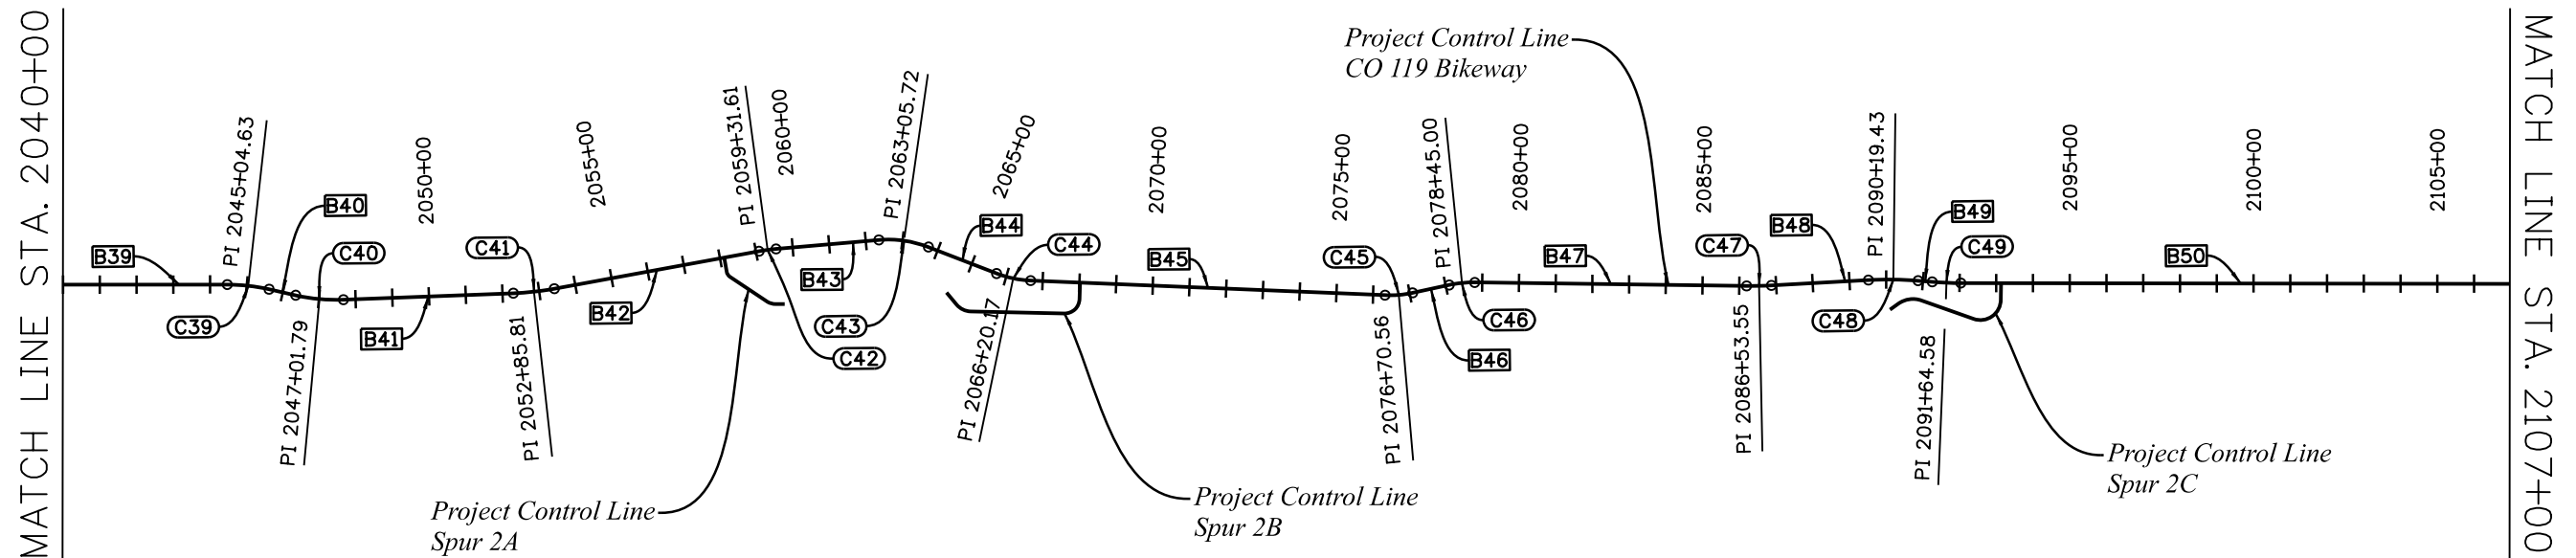 MATCH LINE STA. 2040+00
B39
C39
PI 2045+04.63
B40
C40
PI 2047+01.79
B41
2050+00
C41
PI 2052+85.81
2055+00
B42
Project Control Line
Spur 2A
PI 2059+31.61
2060+00
B43
C43
C42
PI 2063+05.72
B44
2065+00
C44
PI 2066+20.17
Project Control Line
Spur 2B
B45
2070+00
2075+00
C45
PI 2076+70.56
PI 2078+45.00
C46
B46
2080+00
Project Control Line
CO 119 Bikeway
B47
2085+00
C47
PI 2086+53.55
B48
C48
PI 2090+19.43
B49
C49
PI 2091+64.58
Project Control Line
Spur 2C
2095+00
B50
2100+00
2105+00
MATCH LINE STA. 2107+00